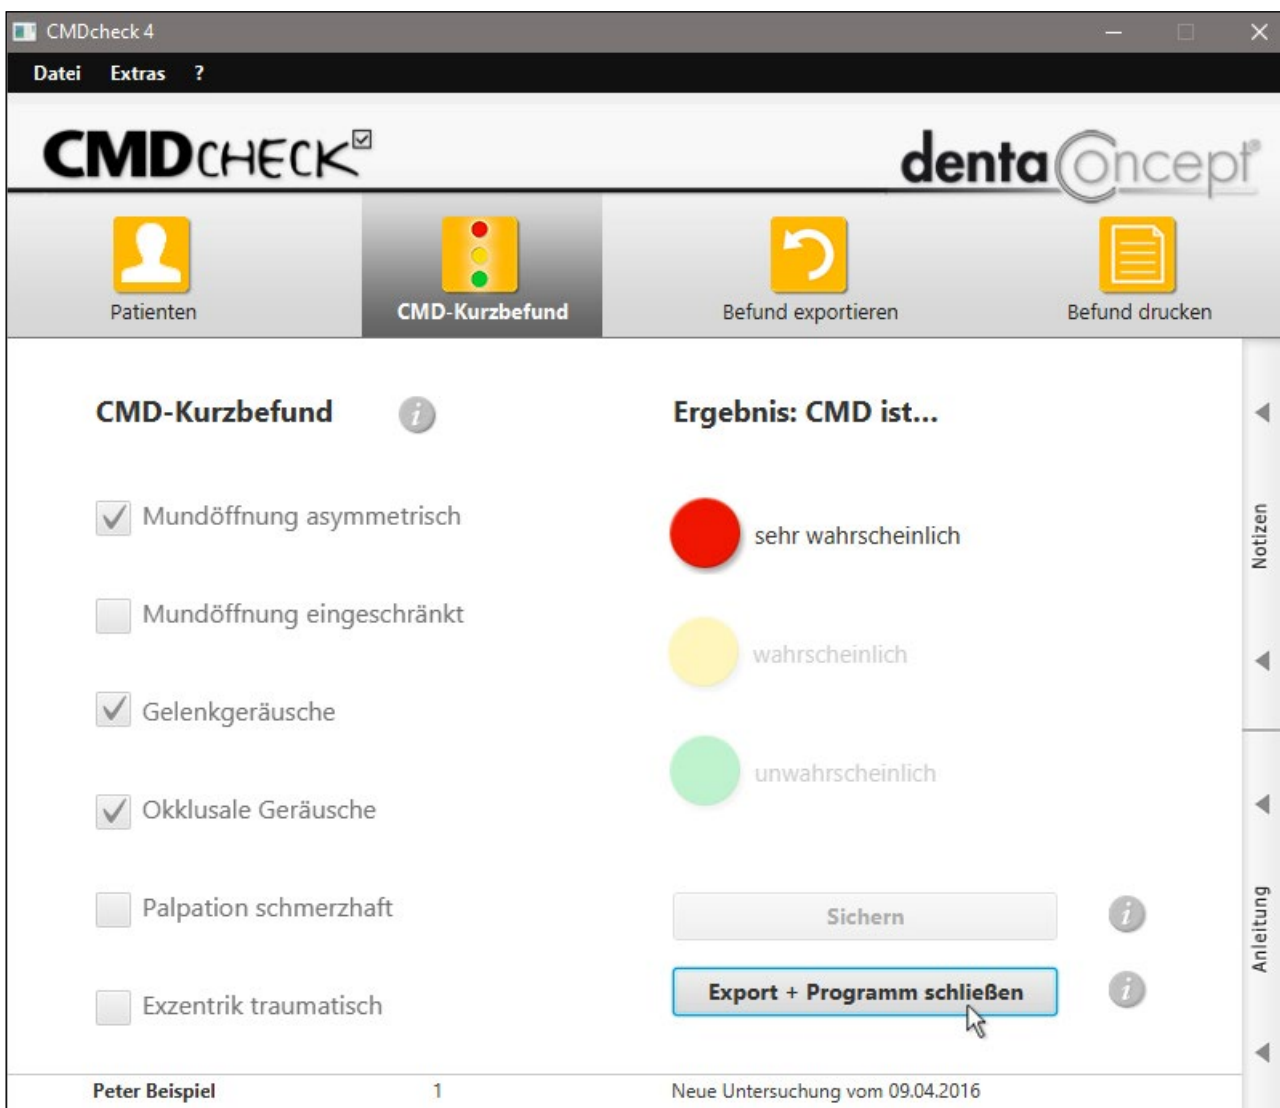 CMDcheck 4
Datei Extras ?
CMDCHECK
dentaConcept®
Patienten
CMD-Kurzbefund
Befund exportieren
Befund drucken
CMD-Kurzbefund
Mundöffnung asymmetrisch
Mundöffnung eingeschränkt
Gelenkgeräusche
Okklusale Geräusche
Palpation schmerzhaft
Exzentrik traumatisch
Ergebnis: CMD ist...
sehr wahrscheinlich
wahrscheinlich
unwahrscheinlich
Sichern
Export + Programm schließen
Notizen
Anleitung
Peter Beispiel 1 Neue Untersuchung vom 09.04.2016